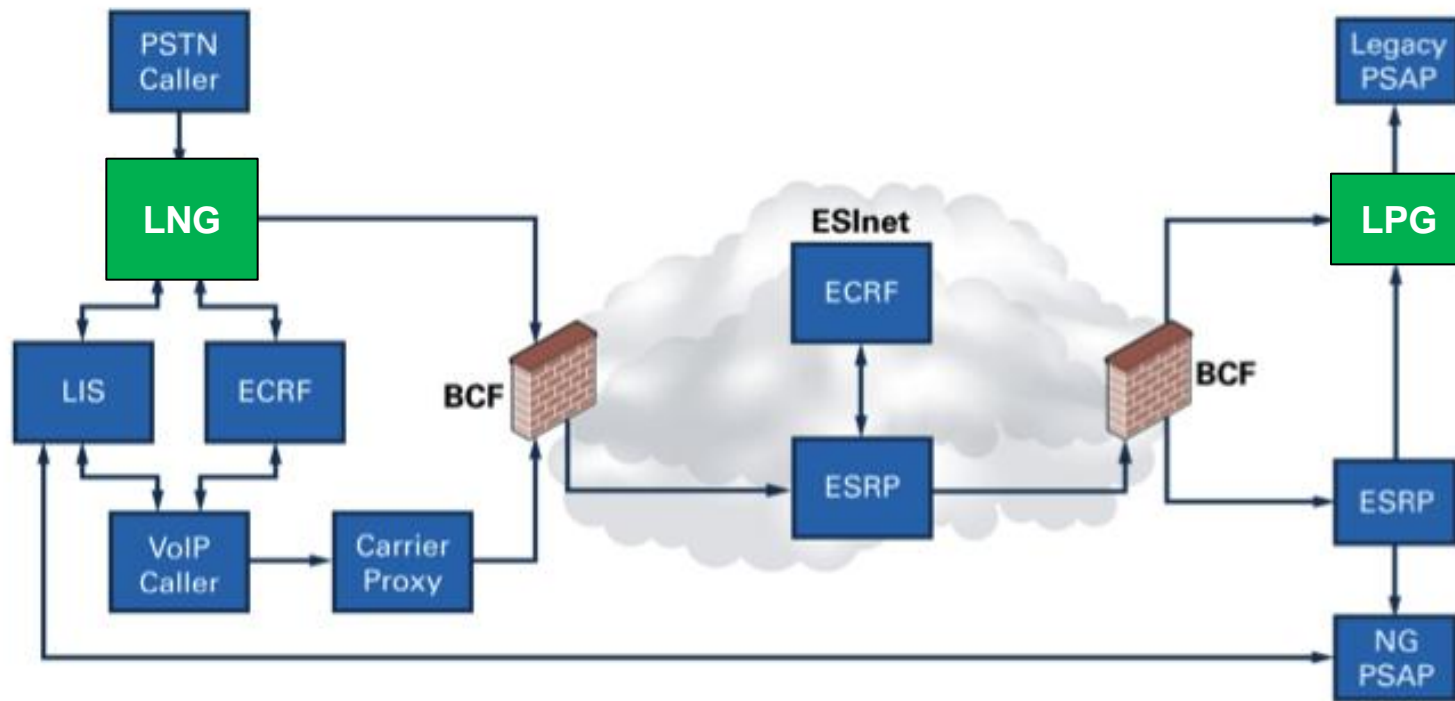 PSTN
Caller
Legacy
PSAP
LNG
LPG
ESInet
ECRF
LIS
ECRF
BCF
BCF
ESRP
ESRP
VoIP
Caller
Carrier
Proxy
NG
PSAP